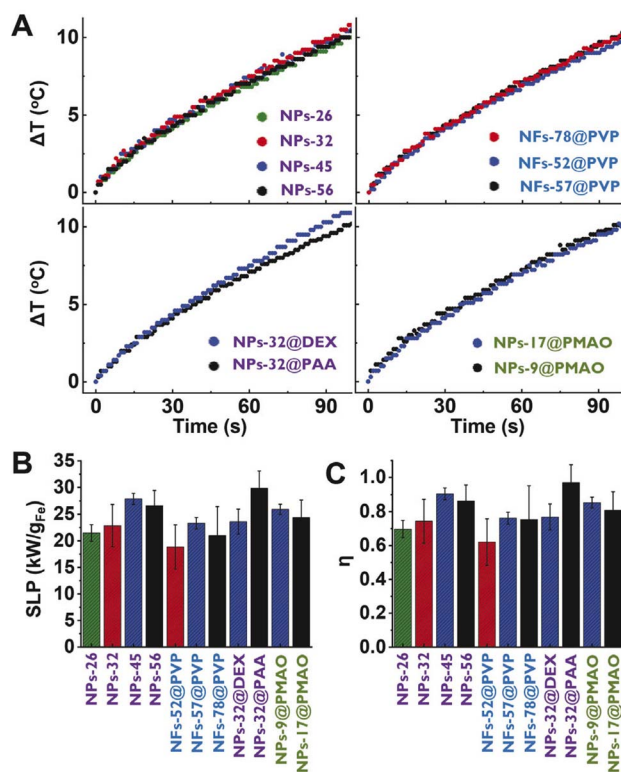 A
10
5
0
ΔT (°C)
NPs-26
NPs-32
NPs-45
NPs-56
NFs-78@PVP
NFs-52@PVP
NFs-57@PVP
10
5
0
ΔT (°C)
NPs-32@DEX
NPs-32@PAA
NPs-17@PMAO
NPs-9@PMAO
0 30 60 90
0 30 60 90
Time (s)
Time (s)
B
35
30
25
20
15
10
5
0
SLP (kW/gFe)
NPs-26
NPs-32
NPs-45
NPs-56
NFs-52@PVP
NFs-57@PVP
NFs-78@PVP
NPs-32@DEX
NPs-32@PAA
NPs-9@PMAO
NPs-17@PMAO
C
1.0
0.8
0.6
0.4
0.2
0.0
η
NPs-26
NPs-32
NPs-45
NPs-56
NFs-52@PVP
NFs-57@PVP
NFs-78@PVP
NPs-32@DEX
NPs-32@PAA
NPs-9@PMAO
NPs-17@PMAO